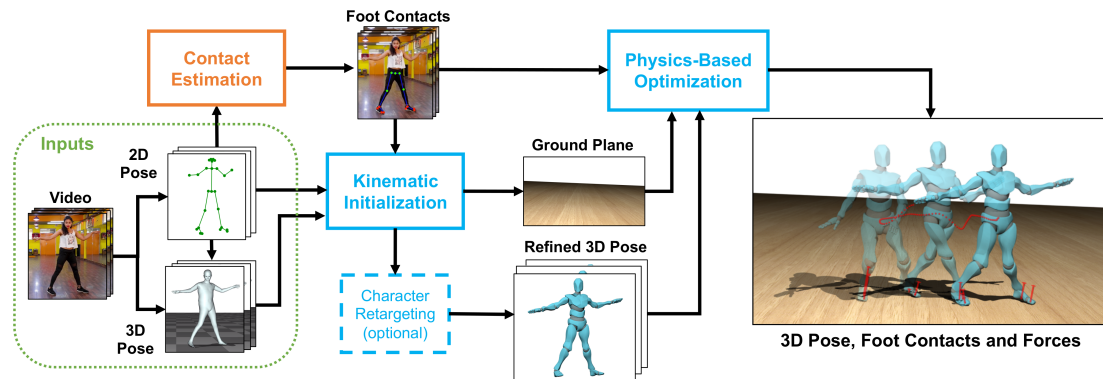 Foot Contacts
Contact
Estimation
Physics-Based
Optimization
Inputs
2D
Pose
Video
3D
Pose
Kinematic
Initialization
Ground Plane
Refined 3D Pose
Character
Retargeting
(optional)
3D Pose, Foot Contacts and Forces